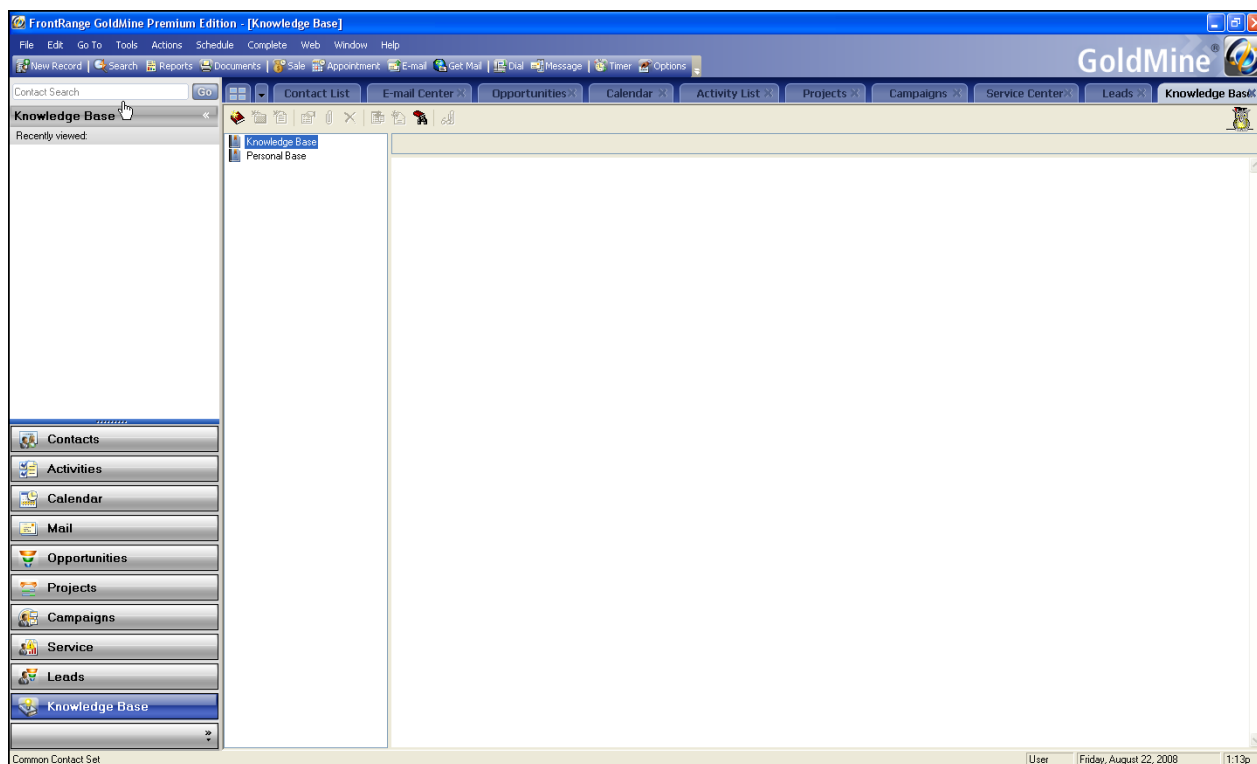 FrontRange GoldMine Premium Edition - [Knowledge Base]
File Edit Go To Tools Actions Schedule Complete Web Window Help
New Record Search Reports Documents Sale Appointment E-mail Get Mail Dial Message Timer Options
GoldMine®
Contact Search Go Contact List E-mail Center Opportunities Calendar Activity List Projects Campaigns Service Center Leads Knowledge Base
Knowledge Base
Recently viewed:
Knowledge Base
Personal Base
Contacts
Activities
Calendar
Mail
Opportunities
Projects
Campaigns
Service
Leads
Knowledge Base
Common Contact Set User Friday, August 22, 2008 1:13p